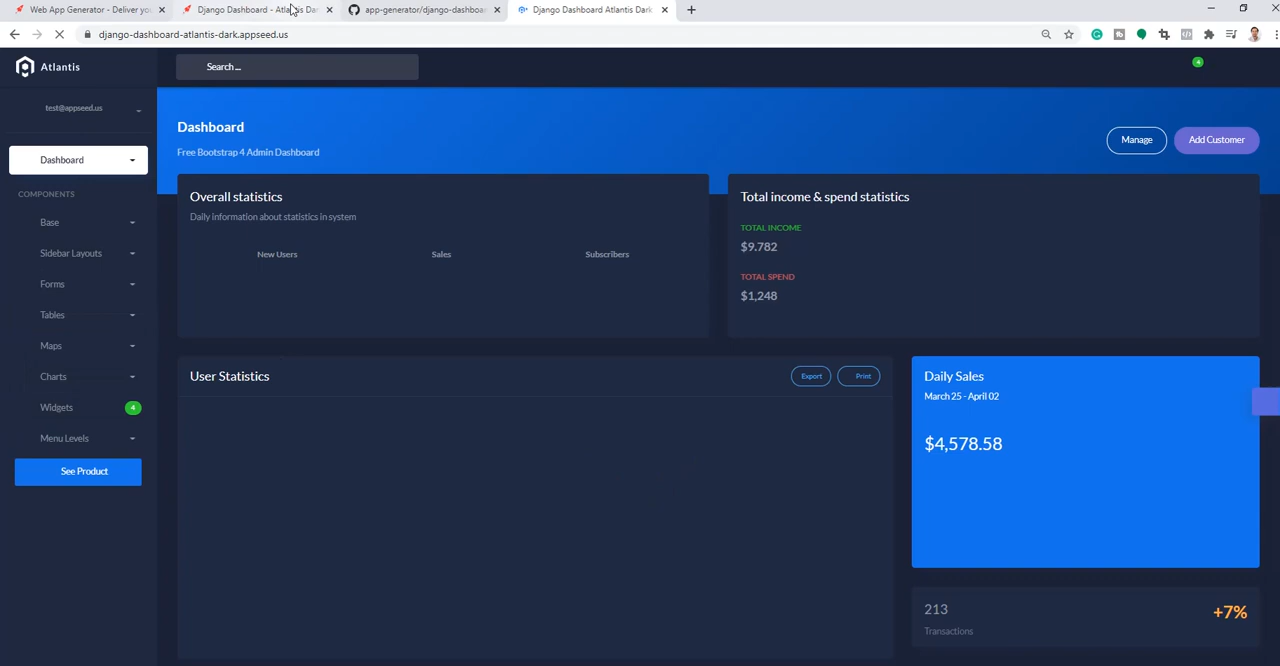 Web App Generator - Deliver you
Django Dashboard - Atlantis Dar
app-generator/django-dashboar
Django Dashboard Atlantis Dark
django-dashboard-atlantis-dark.appseed.us
Atlantis
Search ...
4
test@appseed.us
Dashboard
Free Bootstrap 4 Admin Dashboard
Manage
Add Customer
Dashboard
COMPONENTS
Base
Sidebar Layouts
Forms
Tables
Maps
Charts
Widgets
4
Menu Levels
See Product
Overall statistics
Daily information about statistics in system
New Users
Sales
Subscribers
Total income & spend statistics
TOTAL INCOME
$9.782
TOTAL SPEND
$1,248
User Statistics
Export
Print
Daily Sales
March 25 - April 02
$4,578.58
213
+7%
Transactions